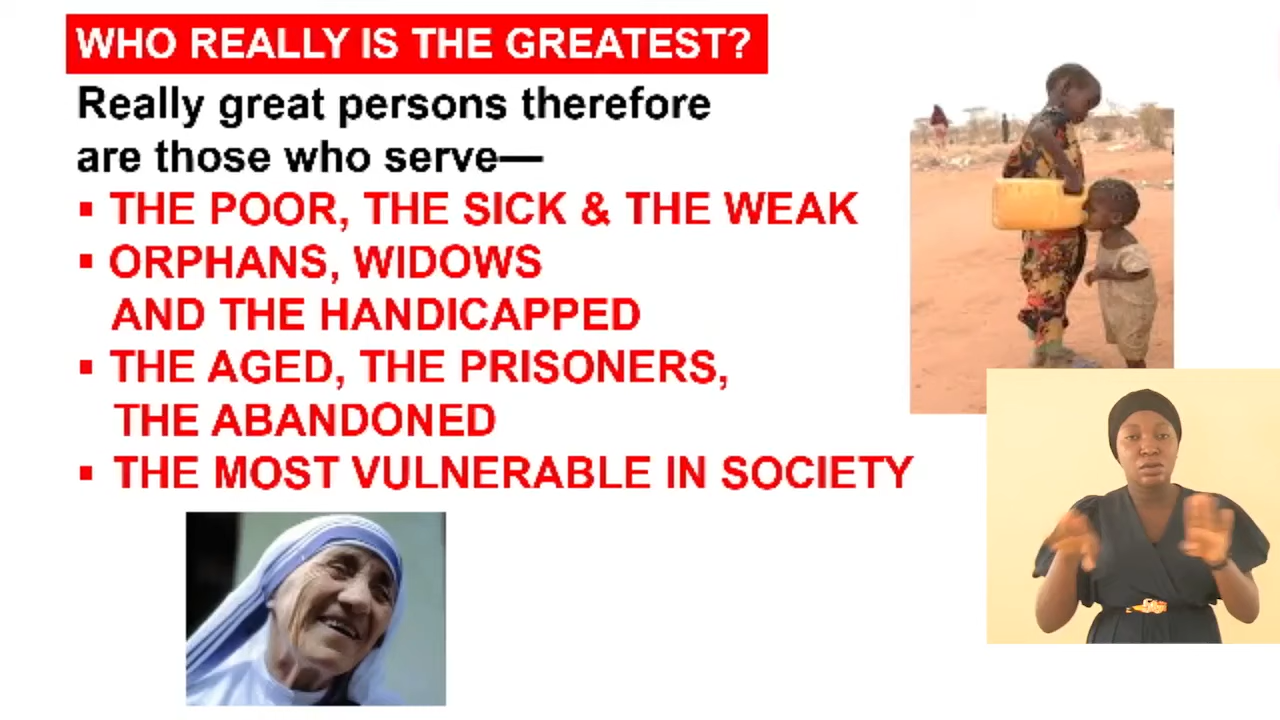 WHO REALLY IS THE GREATEST?
Really great persons therefore
are those who serve—
▪ THE POOR, THE SICK & THE WEAK
▪ ORPHANS, WIDOWS
AND THE HANDICAPPED
▪ THE AGED, THE PRISONERS,
THE ABANDONED
▪ THE MOST VULNERABLE IN SOCIETY